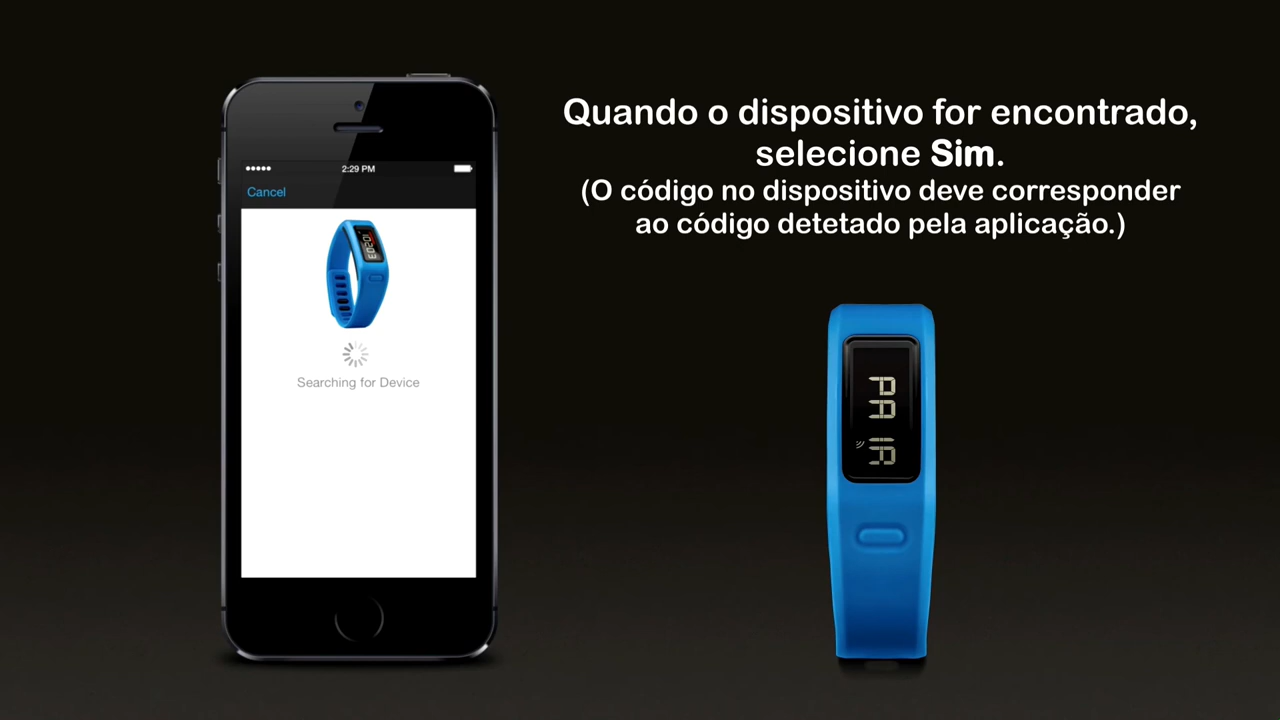 Quando o dispositivo for encontrado,
selecione Sim.
(O código no dispositivo deve corresponder
ao código detetado pela aplicação.)
2:29 PM
Cancel
Searching for Device
PA IR